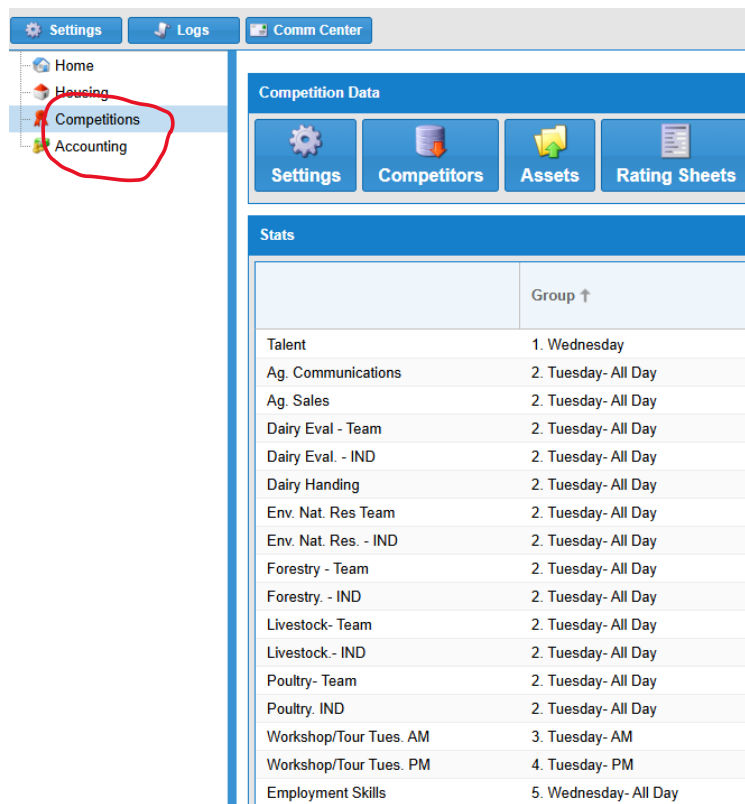 Settings Logs Comm Center
Home
Housing
Competitions
Accounting
Competition Data
Settings Competitors Assets Rating Sheets
Stats
Group ↑
Talent 1. Wednesday
Ag. Communications 2. Tuesday- All Day
Ag. Sales 2. Tuesday- All Day
Dairy Eval - Team 2. Tuesday- All Day
Dairy Eval. - IND 2. Tuesday- All Day
Dairy Handing 2. Tuesday- All Day
Env. Nat. Res Team 2. Tuesday- All Day
Env. Nat. Res. - IND 2. Tuesday- All Day
Forestry - Team 2. Tuesday- All Day
Forestry. - IND 2. Tuesday- All Day
Livestock- Team 2. Tuesday- All Day
Livestock.- IND 2. Tuesday- All Day
Poultry- Team 2. Tuesday- All Day
Poultry. IND 2. Tuesday- All Day
Workshop/Tour Tues. AM 3. Tuesday- AM
Workshop/Tour Tues. PM 4. Tuesday- PM
Employment Skills 5. Wednesday- All Day